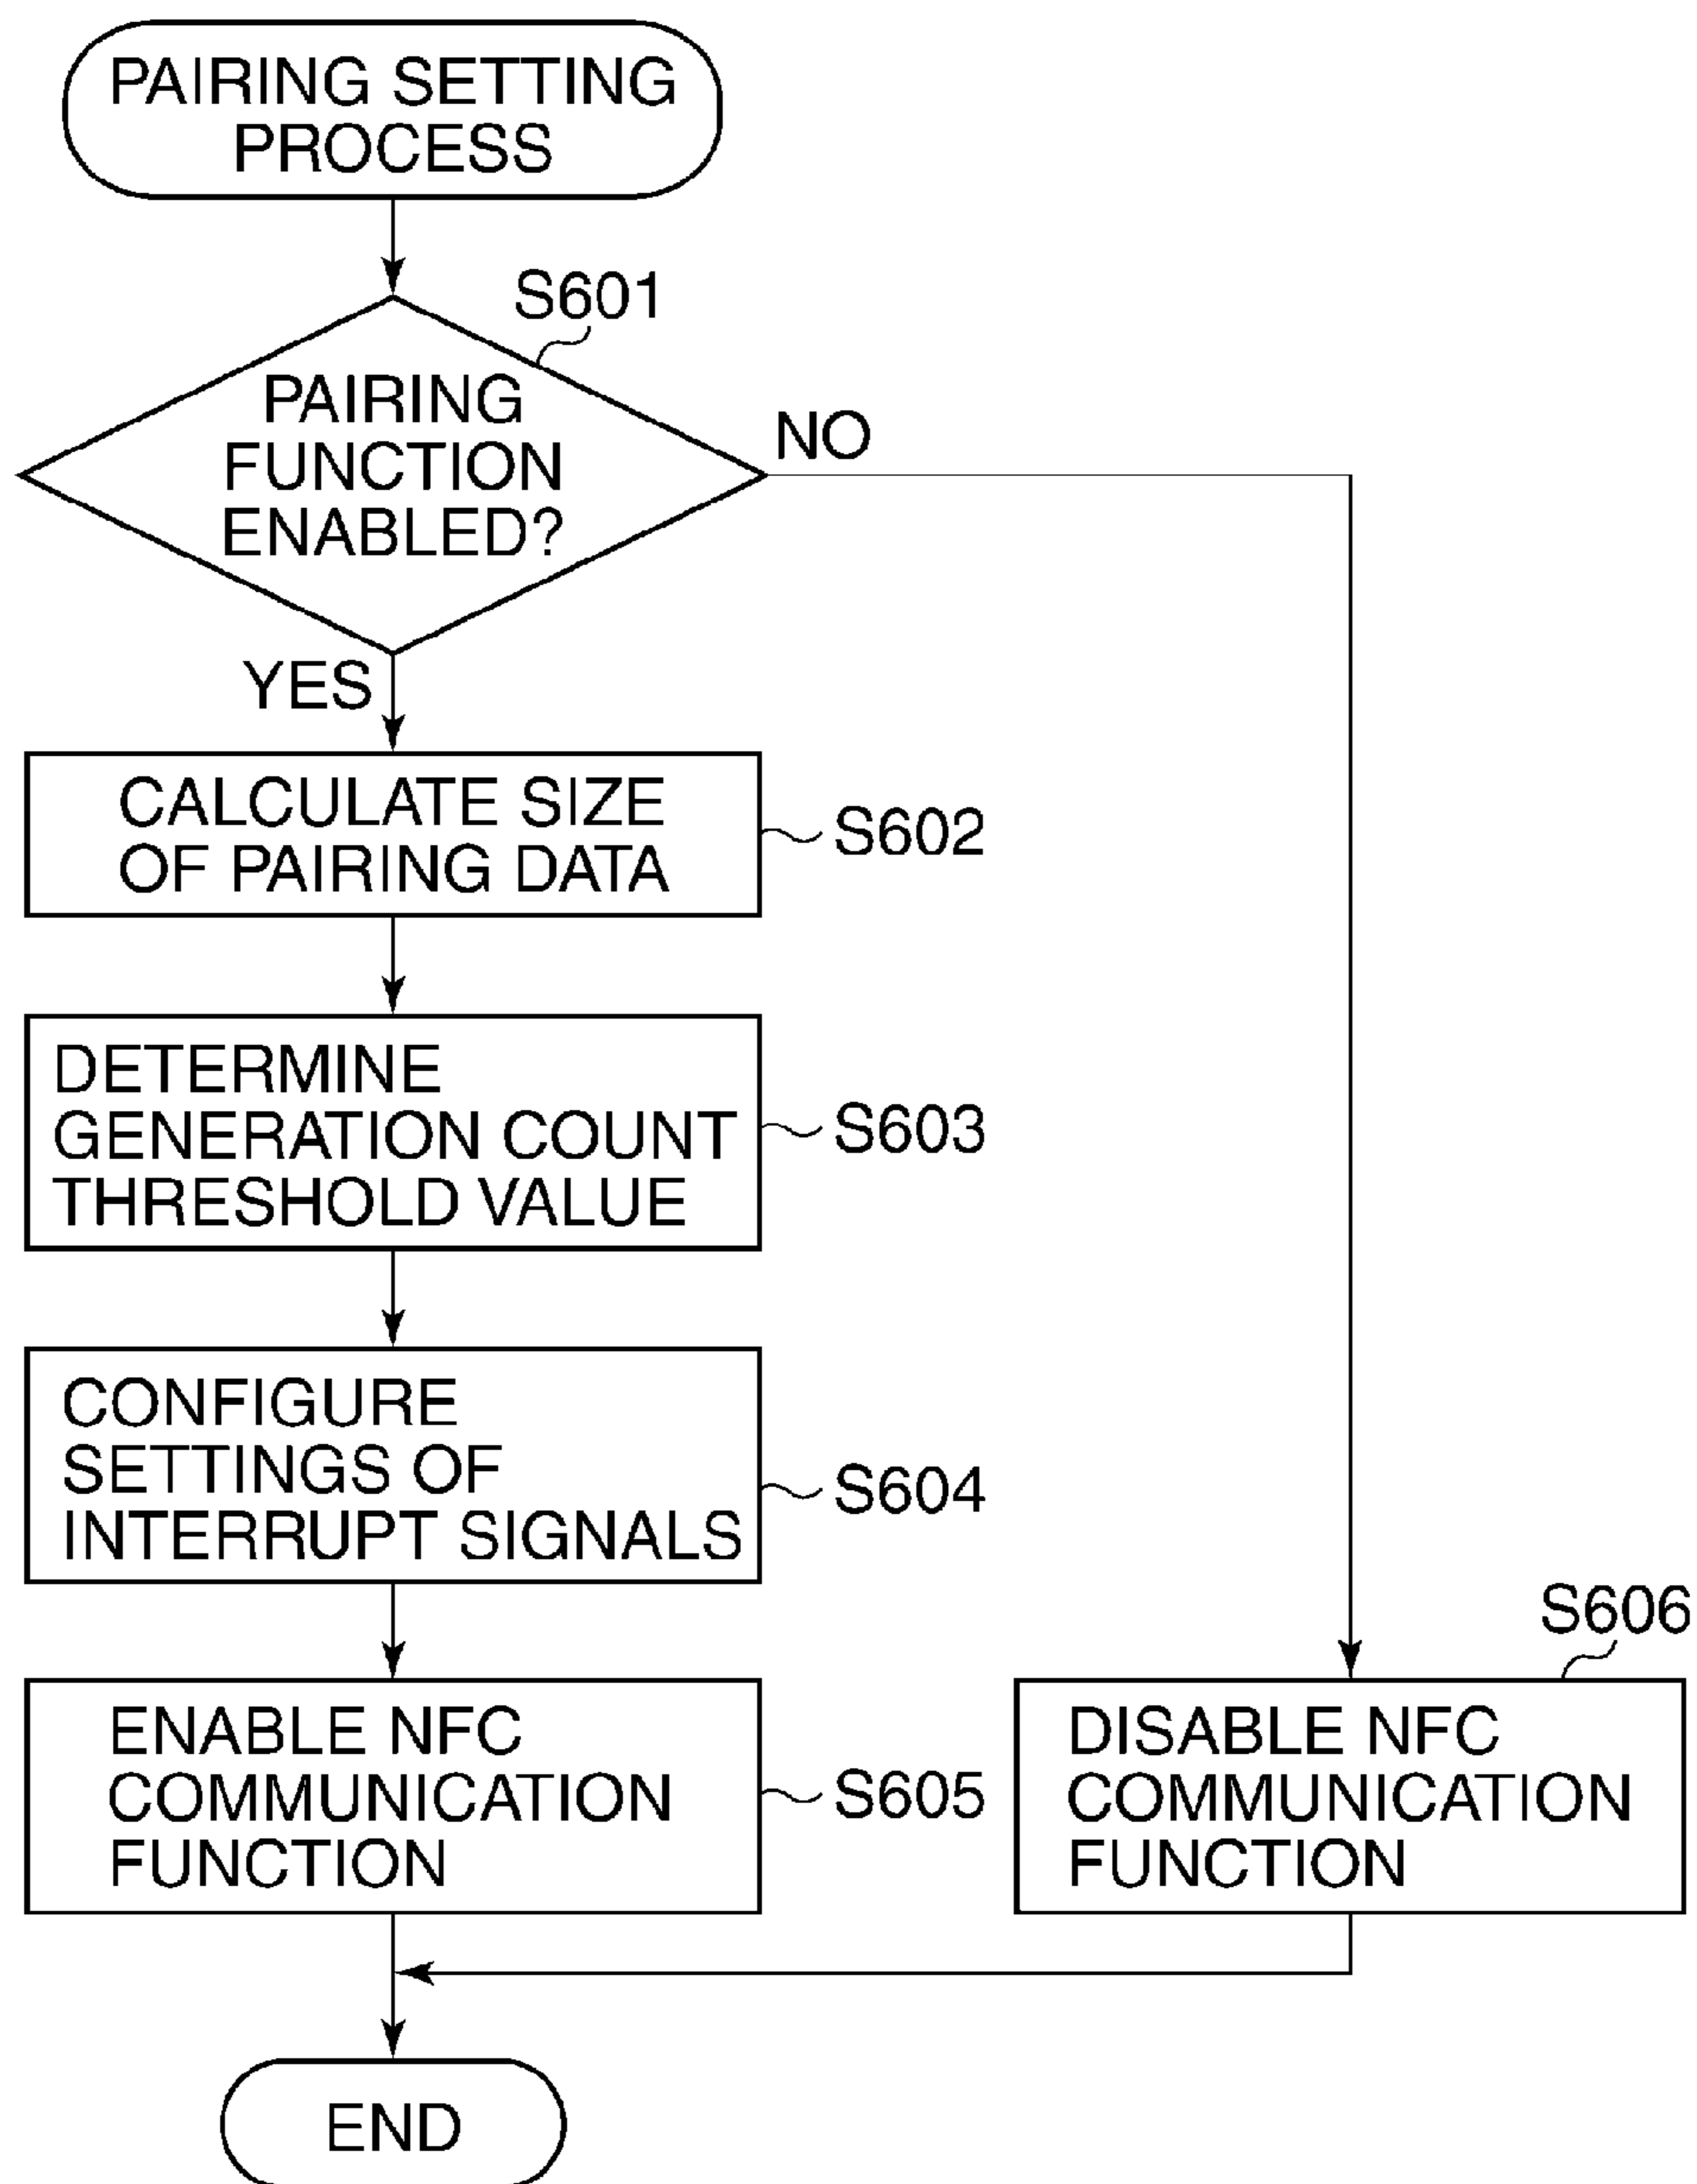 PAIRING SETTING
PROCESS
S601
PAIRING
FUNCTION
ENABLED?
NO
YES
CALCULATE SIZE
OF PAIRING DATA
S602
DETERMINE
GENERATION COUNT
THRESHOLD VALUE
S603
CONFIGURE
SETTINGS OF
INTERRUPT SIGNALS
S604
ENABLE NFC
COMMUNICATION
FUNCTION
S605
S606
DISABLE NFC
COMMUNICATION
FUNCTION
END